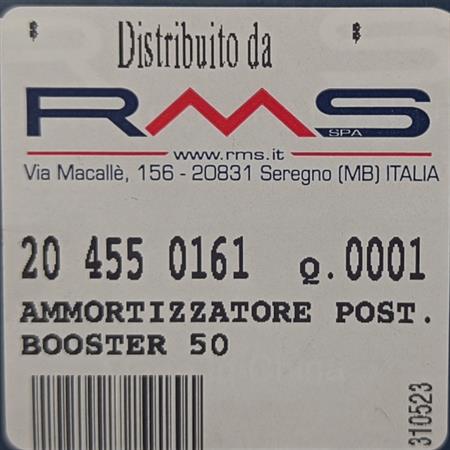 Distribuito da
RMS
SPA
www.rms.it
Via Macallè, 156 - 20831 Seregno (MB) ITALIA
20 455 0161 Q.0001
AMMORTIZZATORE POST.
BOOSTER 50
310523